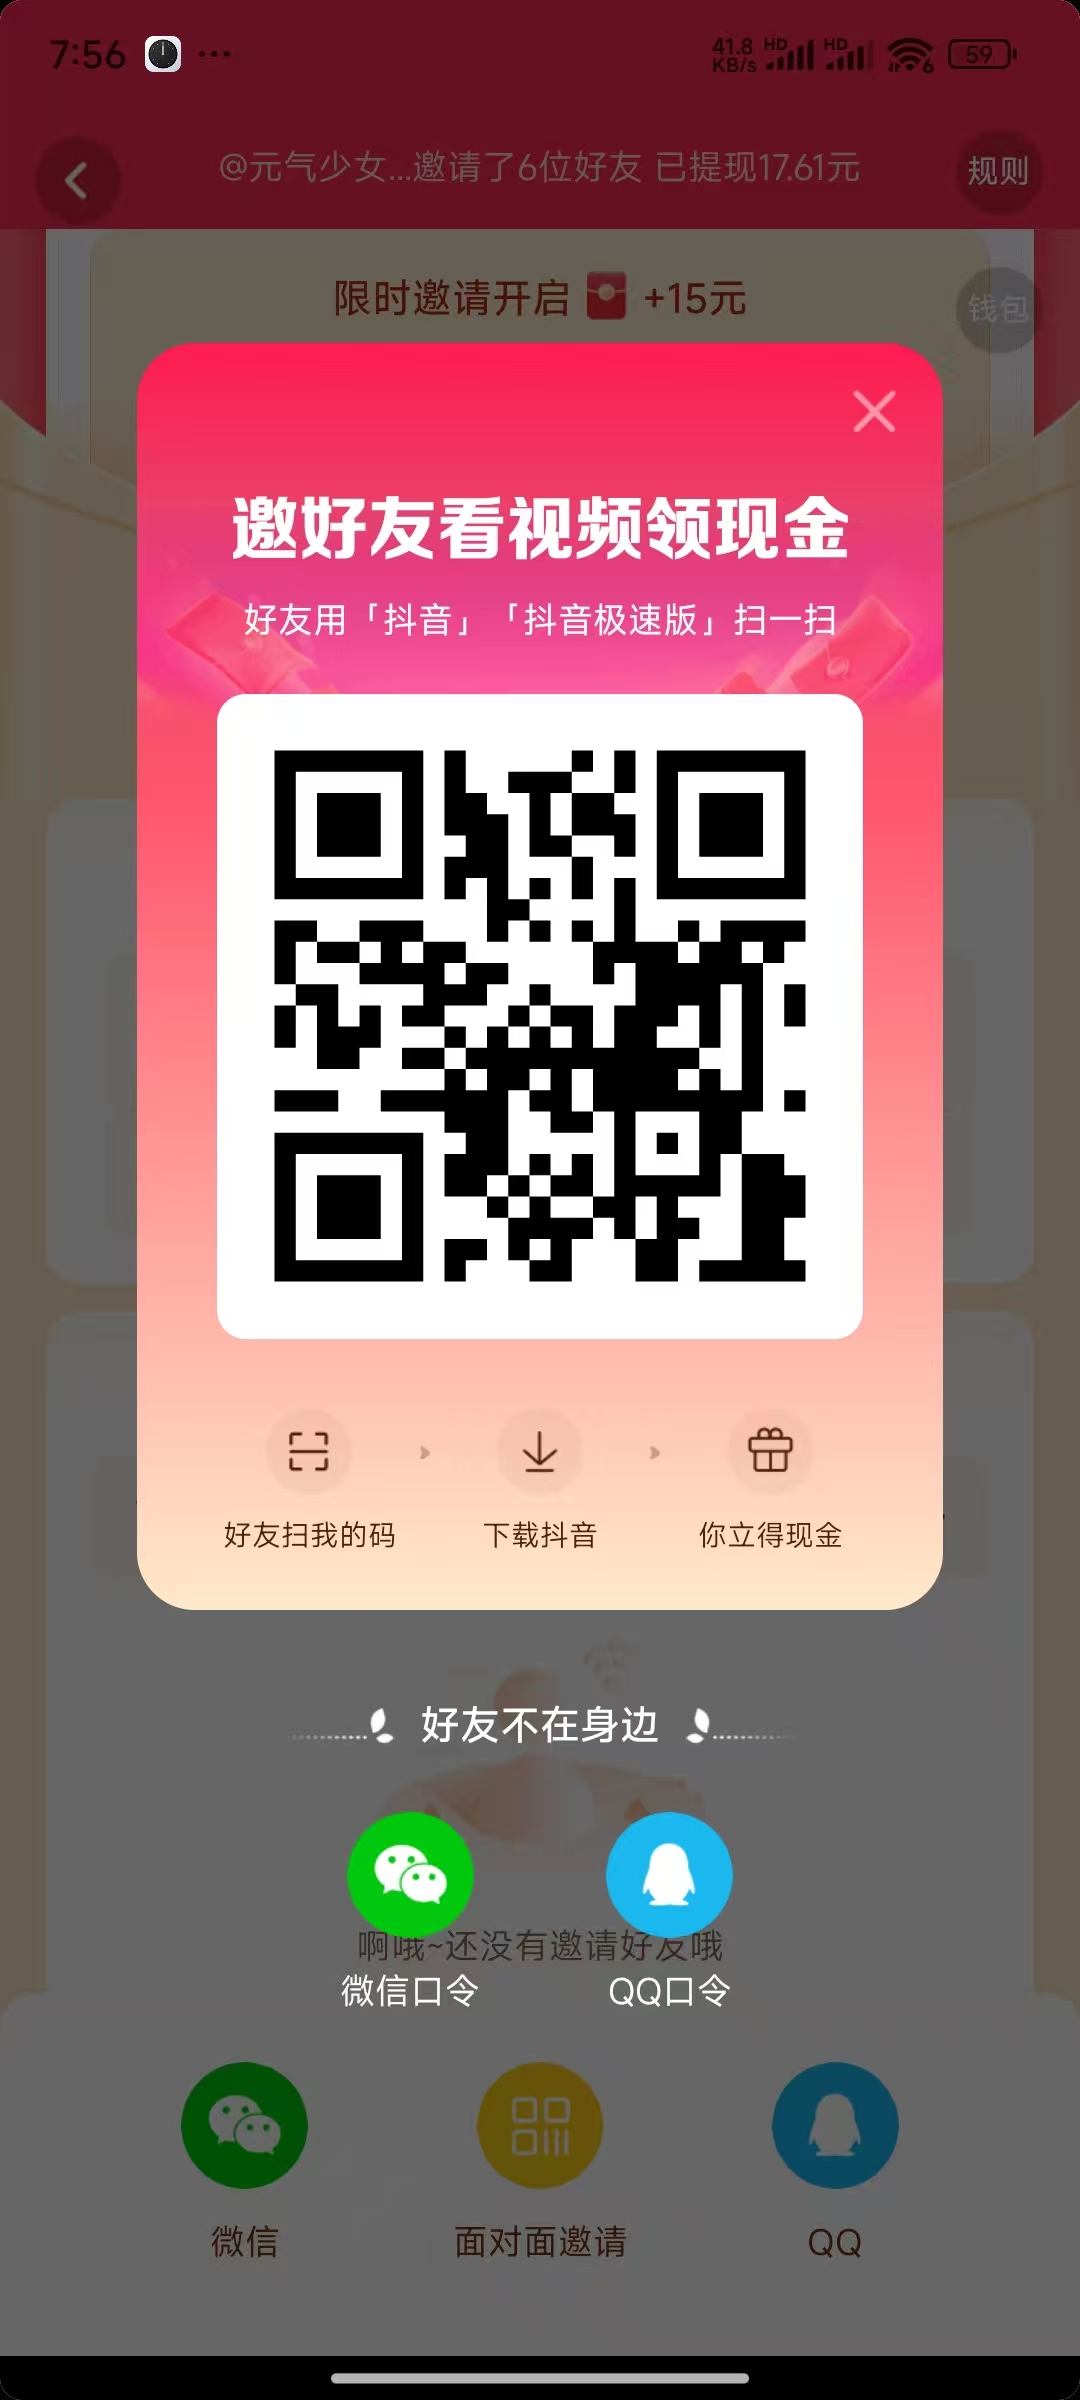 7:56
41.8
KB/s
HD
HD
6
59
@元气少女...邀请了6位好友 已提现17.61元
规则
限时邀请开启 +15元
钱包
邀好友看视频领现金
好友用「抖音」「抖音极速版」扫一扫
好友扫我的码
下载抖音
你立得现金
好友不在身边
啊哦~还没有邀请好友哦
微信口令
QQ口令
微信
面对面邀请
QQ